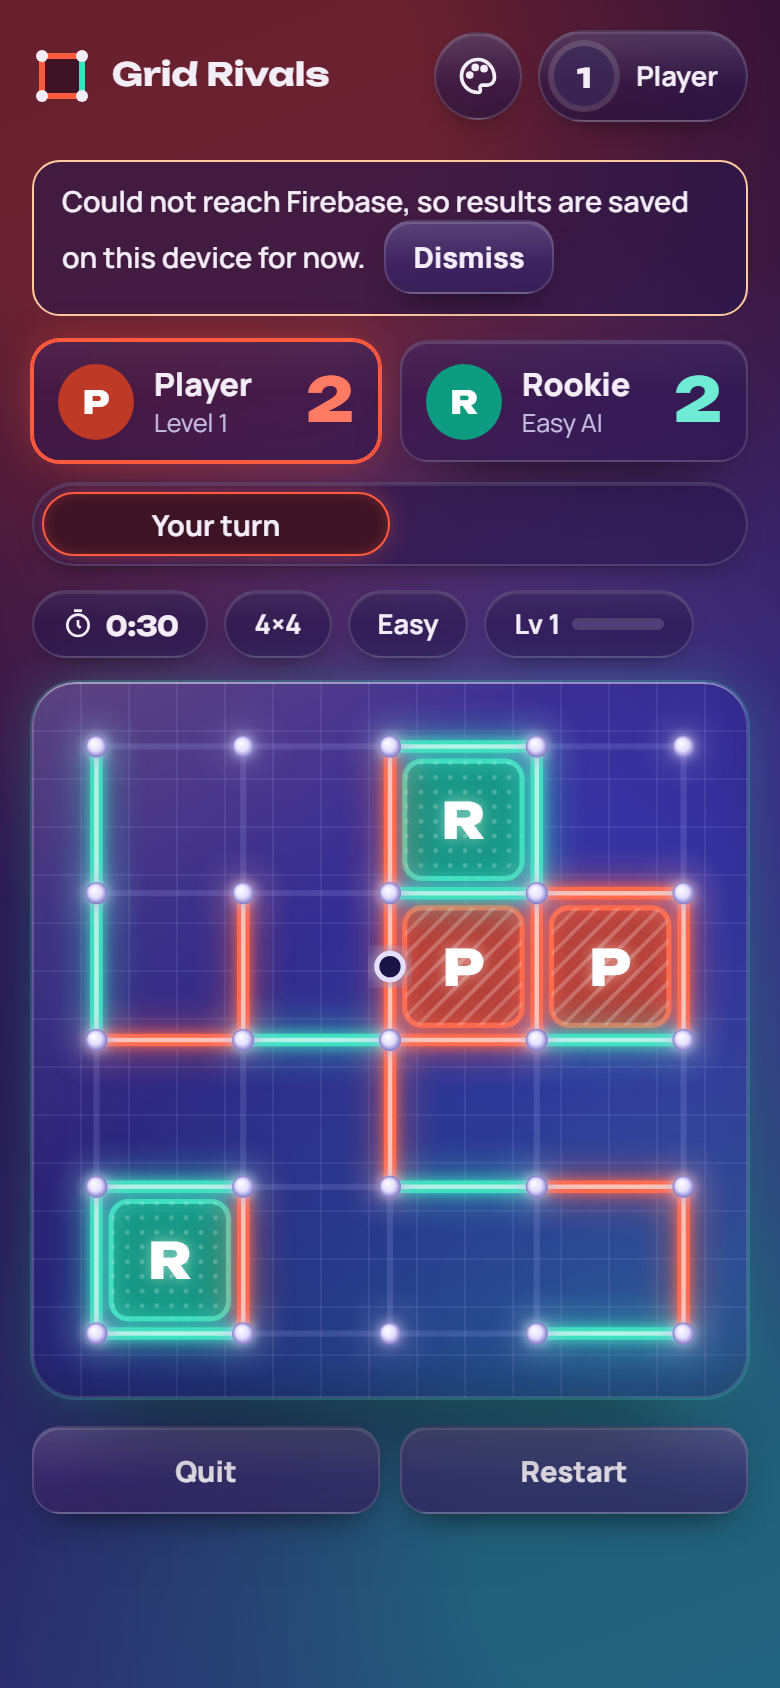 Grid Rivals
1 Player
Could not reach Firebase, so results are saved
on this device for now. Dismiss
P Player 2
Level 1
R Rookie 2
Easy AI
Your turn
0:30 4×4 Easy Lv 1
R
P P
R
Quit Restart